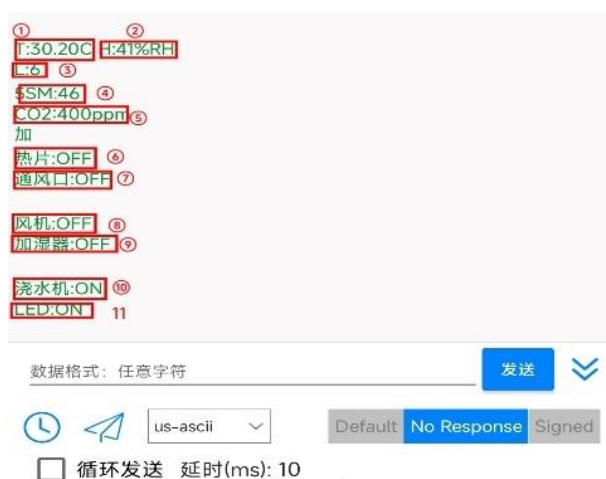 ① ②
T:30.20C H:41%RH
L:6 ③
5SM:46 ④
CO2:400ppm ⑤
加
热片:OFF ⑥
通风口:OFF ⑦
风机:OFF ⑧
加湿器:OFF ⑨
浇水机:ON ⑩
LED:ON 11
数据格式: 任意字符 发送
us-ascii Default No Response Signed
循环发送 延时(ms): 10